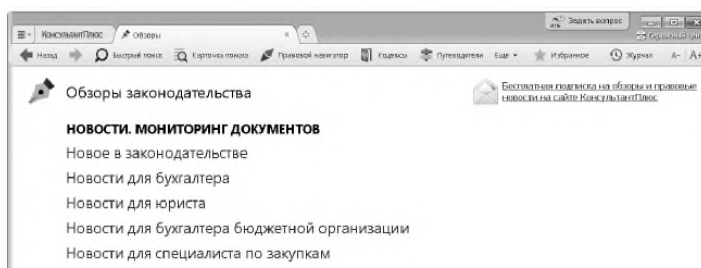 Задать вопрос
КонсультантПлюс Обзоры
Назад Быстрый поиск Карточка поиска Правовой навигатор Кодексы Путеводители Еще Избранное Журнал A- A+
Обзоры законодательства
Бесплатная подписка на обзоры и правовые
новости на сайте КонсультантПлюс
НОВОСТИ. МОНИТОРИНГ ДОКУМЕНТОВ
Новое в законодательстве
Новости для бухгалтера
Новости для юриста
Новости для бухгалтера бюджетной организации
Новости для специалиста по закупкам